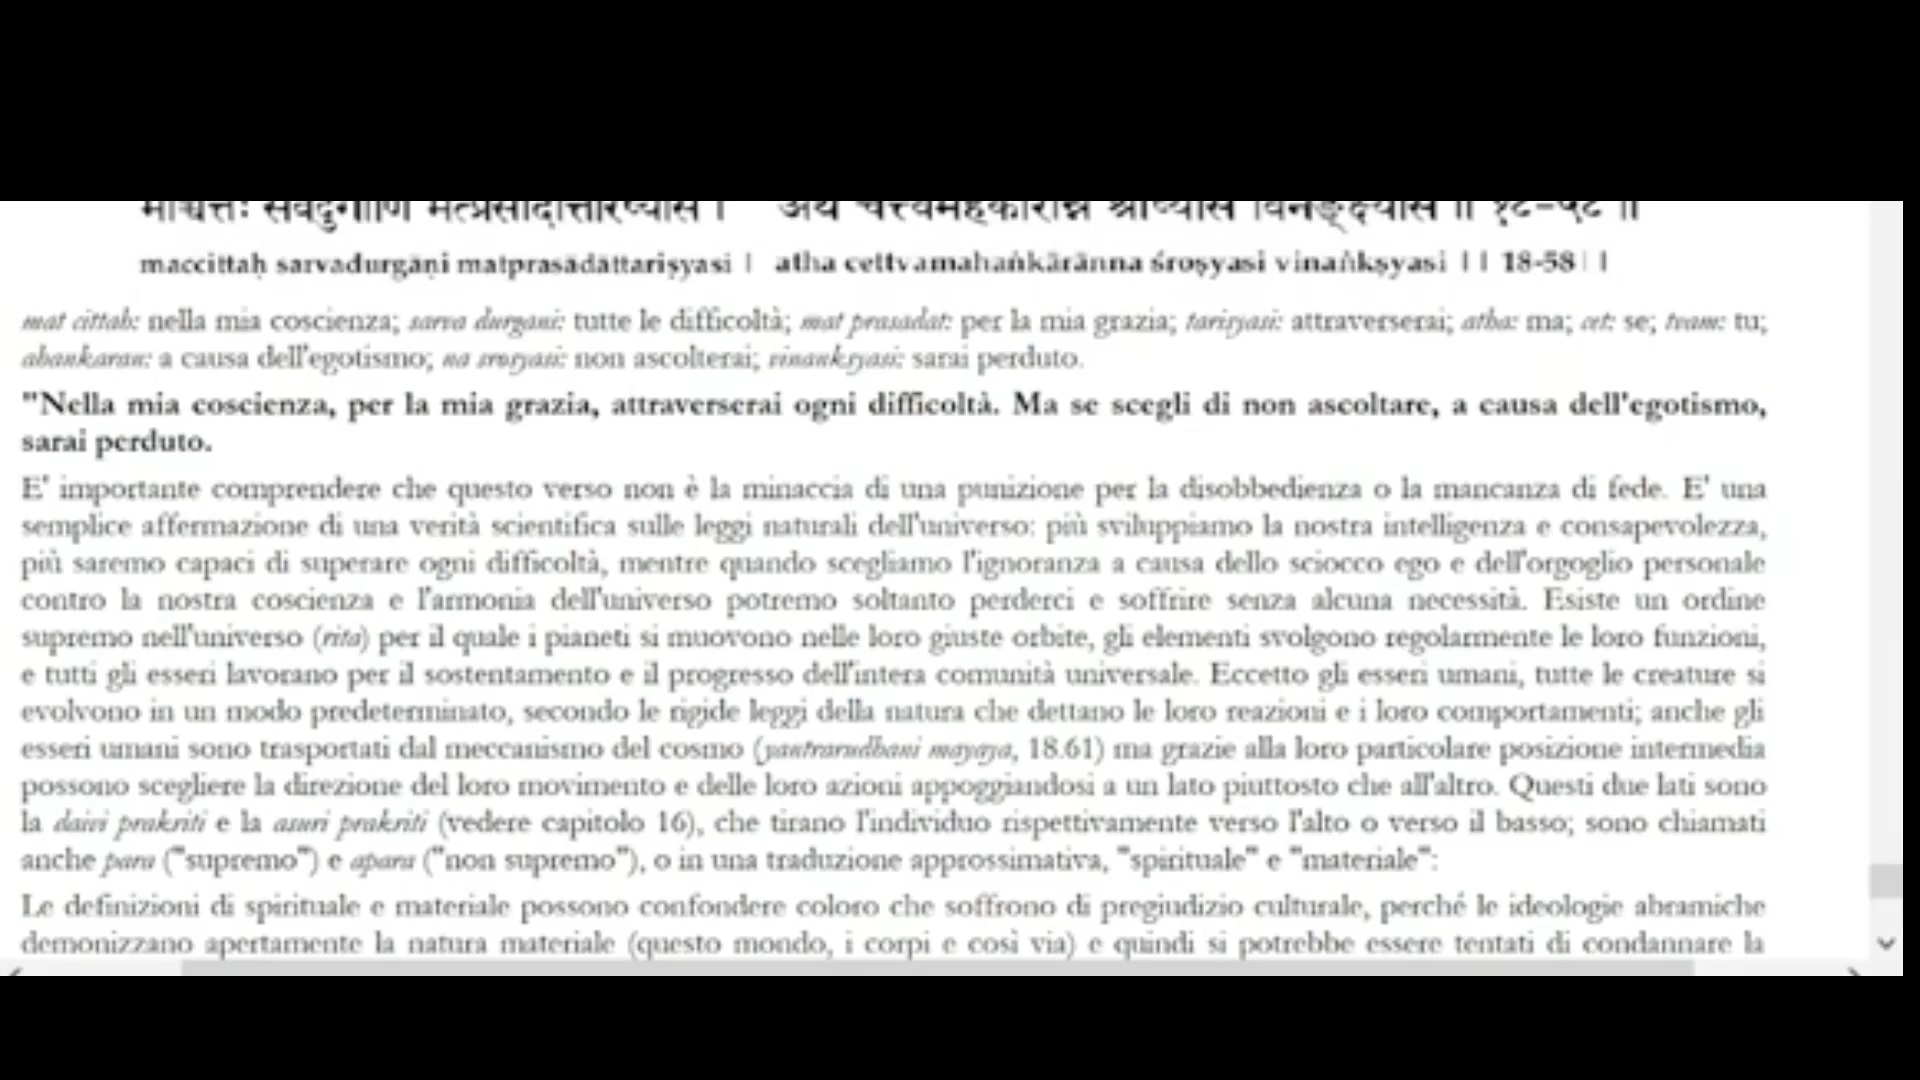 मच्चित्तः सर्वदुर्गाणि मत्प्रसादात्तरिष्यसि । अथ चेत्त्वमहंकारान्न श्रोष्यसि विनङ्क्ष्यसि ॥ १८-५८ ॥
maccittaḥ sarvadurgāṇi matprasādāttariṣyasi | atha cettvamahaṅkārānna śroṣyasi vinaṅkṣyasi || 18-58||
mat cittah: nella mia coscienza; sarva durgani: tutte le difficoltà; mat prasadat: per la mia grazia; tarisyasi: attraverserai; atha: ma; cet: se; tvam: tu;
ahankaran: a causa dell'egotismo; na srosyasi: non ascolterai; vinanksyasi: sarai perduto.
"Nella mia coscienza, per la mia grazia, attraverserai ogni difficoltà. Ma se scegli di non ascoltare, a causa dell'egotismo,
sarai perduto.
E' importante comprendere che questo verso non è la minaccia di una punizione per la disobbedienza o la mancanza di fede. E' una
semplice affermazione di una verità scientifica sulle leggi naturali dell'universo: più sviluppiamo la nostra intelligenza e consapevolezza,
più saremo capaci di superare ogni difficoltà, mentre quando scegliamo l'ignoranza a causa dello sciocco ego e dell'orgoglio personale
contro la nostra coscienza e l'armonia dell'universo potremo soltanto perderci e soffrire senza alcuna necessità. Esiste un ordine
supremo nell'universo (rita) per il quale i pianeti si muovono nelle loro giuste orbite, gli elementi svolgono regolarmente le loro funzioni,
e tutti gli esseri lavorano per il sostentamento e il progresso dell'intera comunità universale. Eccetto gli esseri umani, tutte le creature si
evolvono in un modo predeterminato, secondo le rigide leggi della natura che dettano le loro reazioni e i loro comportamenti; anche gli
esseri umani sono trasportati dal meccanismo del cosmo (yantrarudhani mayaya, 18.61) ma grazie alla loro particolare posizione intermedia
possono scegliere la direzione del loro movimento e delle loro azioni appoggiandosi a un lato piuttosto che all'altro. Questi due lati sono
la daivi prakriti e la asuri prakriti (vedere capitolo 16), che tirano l'individuo rispettivamente verso l'alto o verso il basso; sono chiamati
anche para ("supremo") e apara ("non supremo"), o in una traduzione approssimativa, "spirituale" e "materiale":
Le definizioni di spirituale e materiale possono confondere coloro che soffrono di pregiudizio culturale, perché le ideologie abramiche
demonizzano apertamente la natura materiale (questo mondo, i corpi e così via) e quindi si potrebbe essere tentati di condannare la